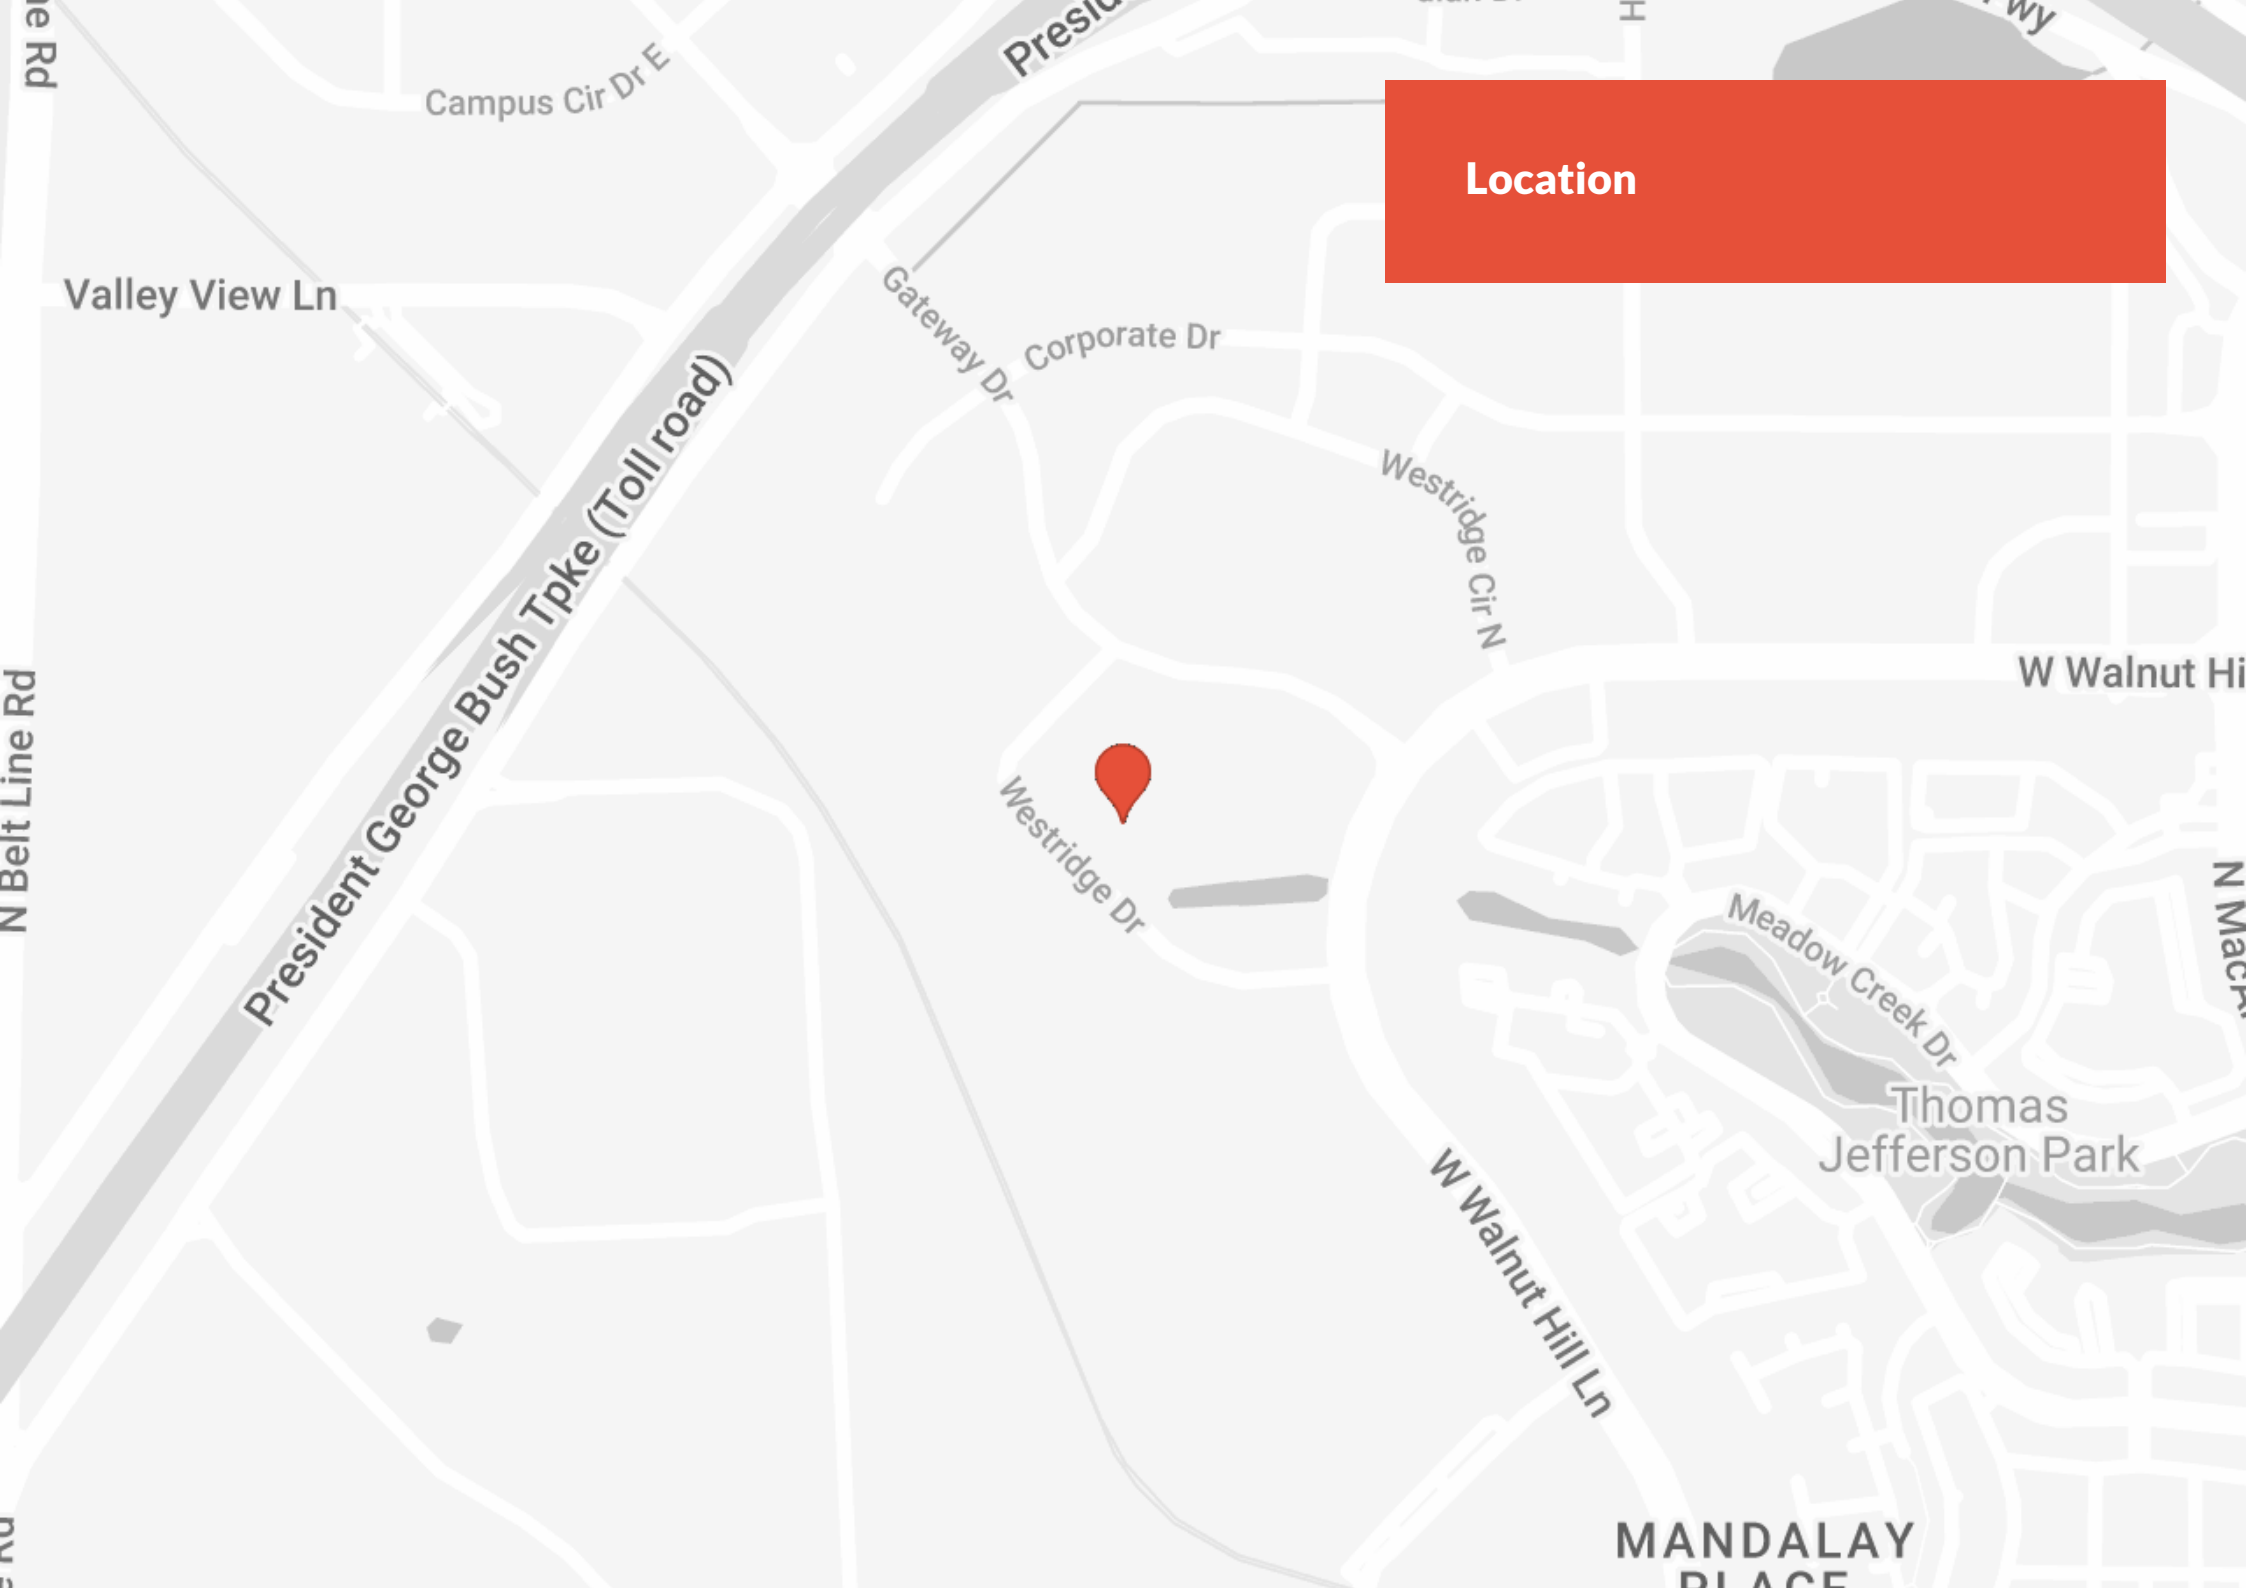 Campus Cir Dr E
Location
Valley View Ln
Gateway Dr
Corporate Dr
President George Bush Tpke (Toll road)
Westridge Cir N
W Walnut
N Belt Line Rd
Westridge Dr
Meadow Creek Dr
Thomas
Jefferson Park
W Walnut Hill Ln
MANDALAY
PLACE